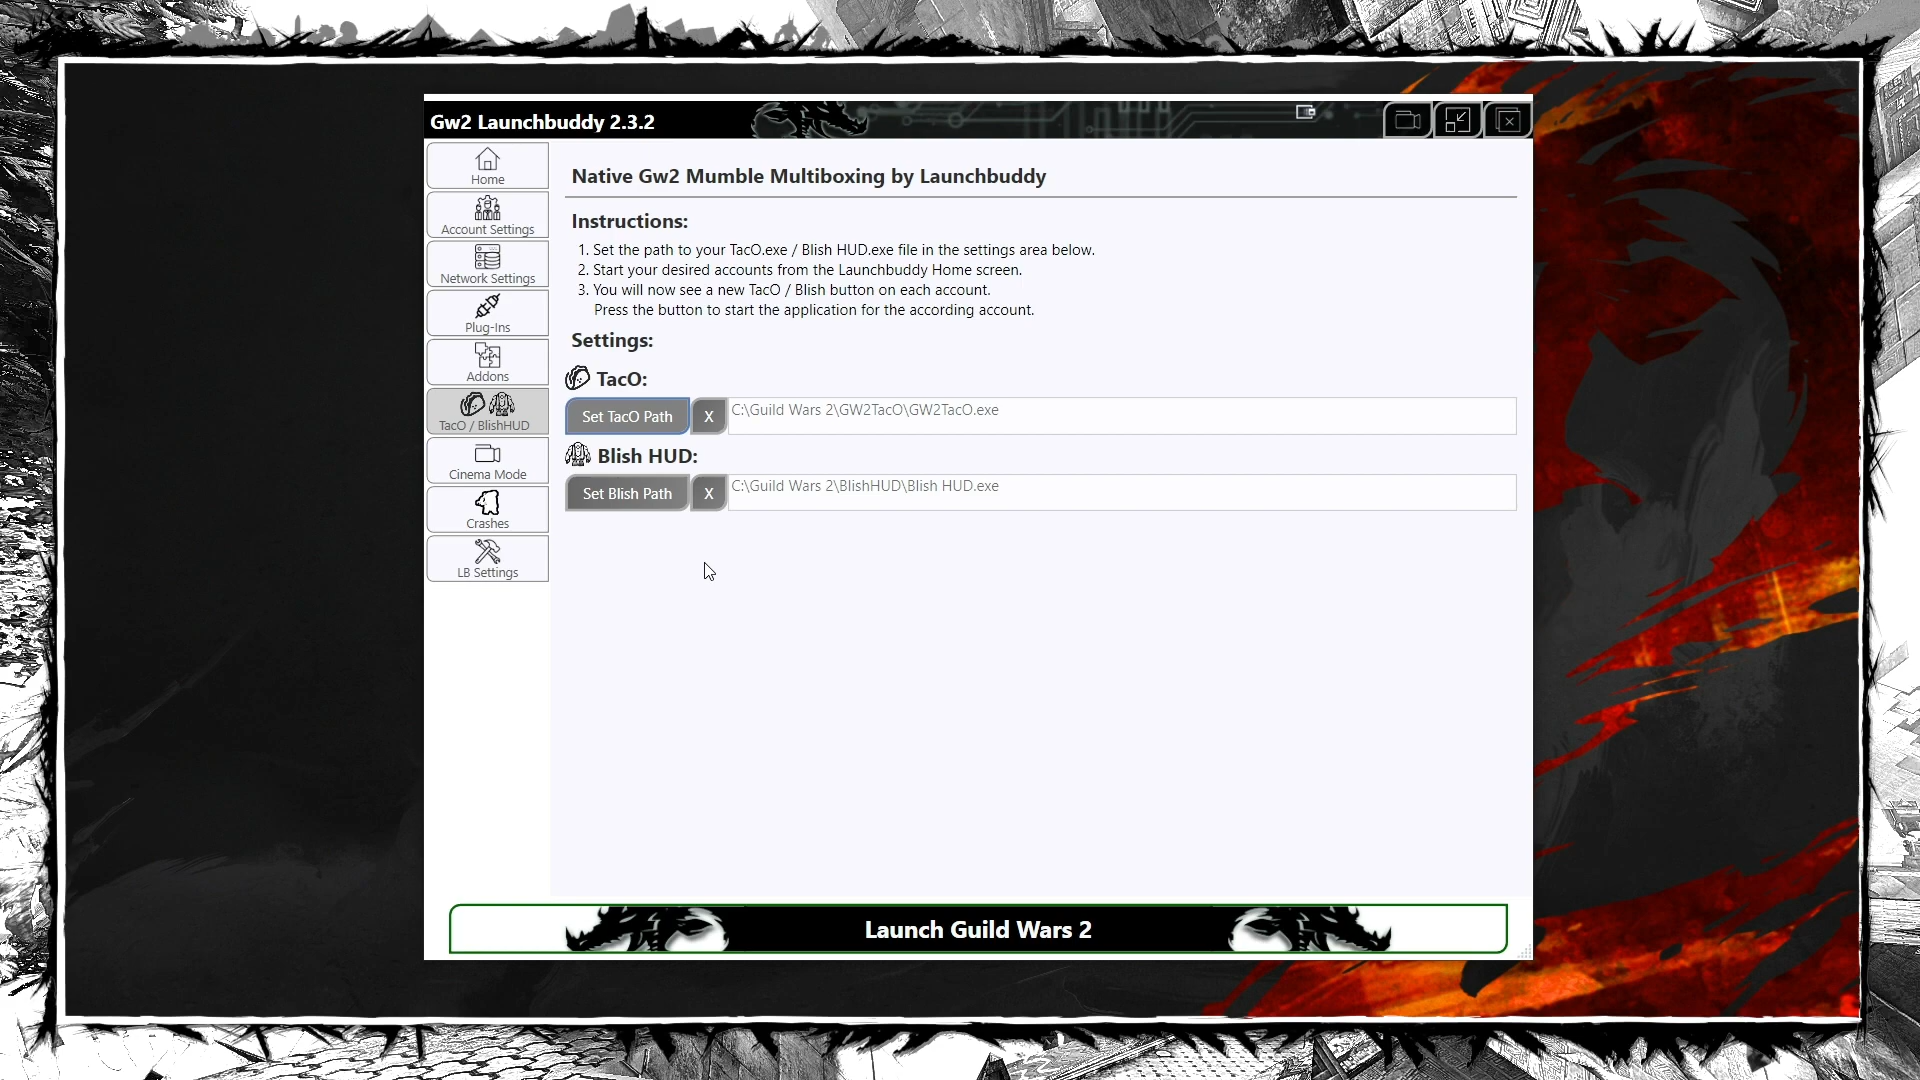 Gw2 Launchbuddy 2.3.2
Home
Account Settings
Network Settings
Plug-Ins
Addons
TacO / BlishHUD
Cinema Mode
Crashes
LB Settings
Native Gw2 Mumble Multiboxing by Launchbuddy
Instructions:
1. Set the path to your TacO.exe / Blish HUD.exe file in the settings area below.
2. Start your desired accounts from the Launchbuddy Home screen.
3. You will now see a new TacO / Blish button on each account.
Press the button to start the application for the according account.
Settings:
TacO:
Set TacO Path X C:\Guild Wars 2\GW2TacO\GW2TacO.exe
Blish HUD:
Set Blish Path X C:\Guild Wars 2\BlishHUD\Blish HUD.exe
Launch Guild Wars 2